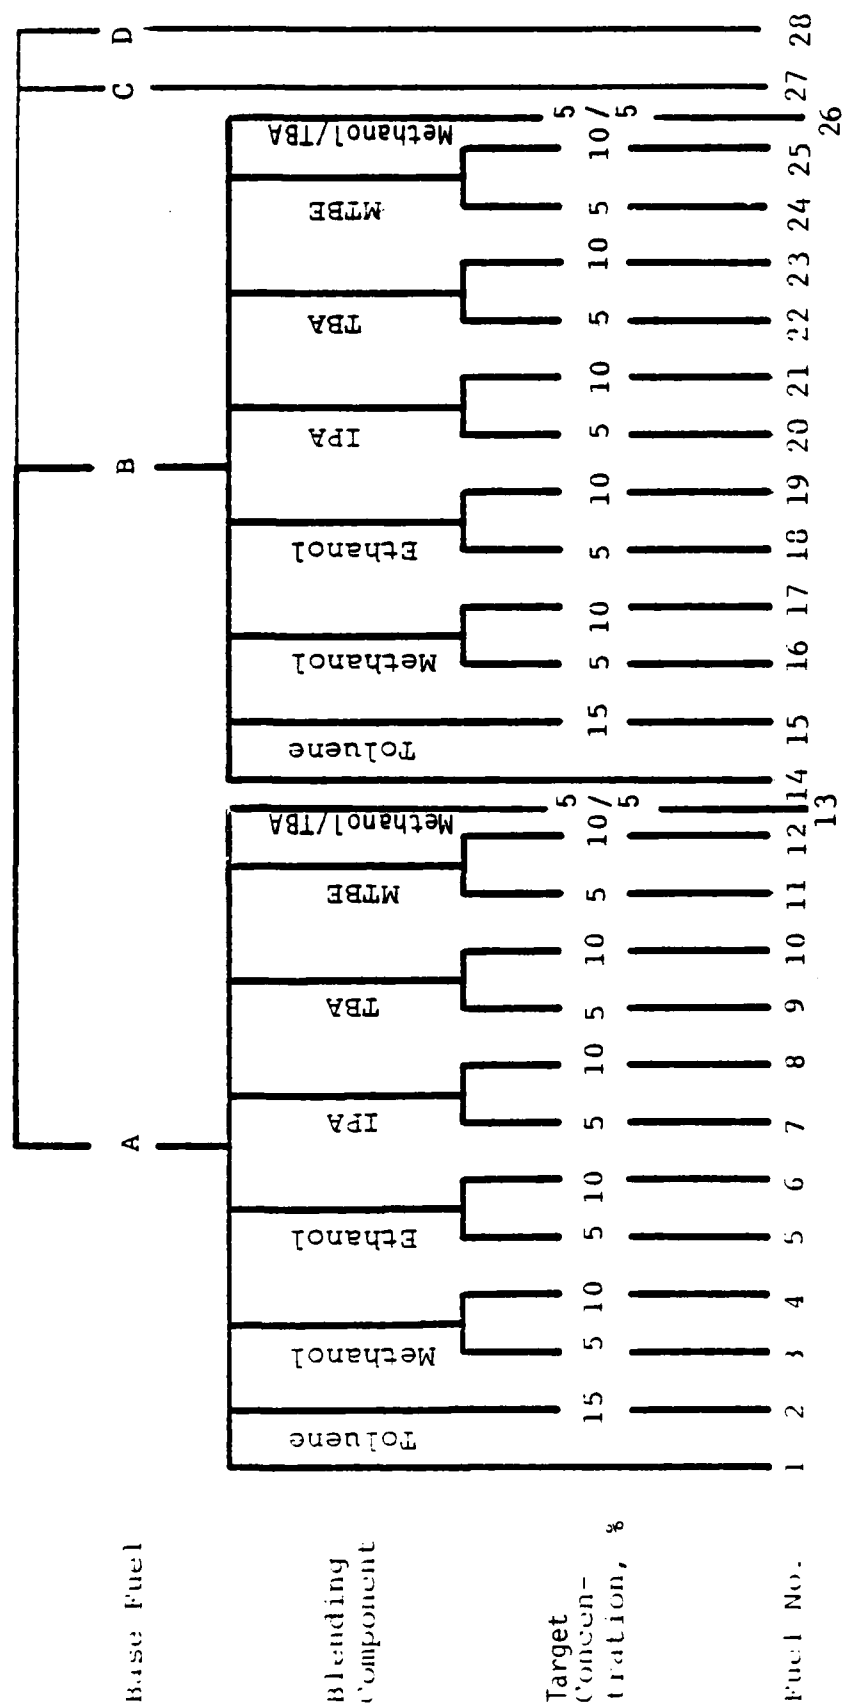 Base Fuel A B C D
Blending
Component
Toluene Methanol Ethanol IPA TBA MTBE Methanol/TBA Toluene Methanol Ethanol IPA TBA MTBE Methanol/TBA
Target
Concen-
tration, %
15 5 10 5 10 5 10 5 10 5 10 5/5 15 5 10 5 10 5 10 5 10 5 10 5/5
Fuel No. 1 2 3 4 5 6 7 8 9 10 11 12 13 14 15 16 17 18 19 20 21 22 23 24 25 26 27 28